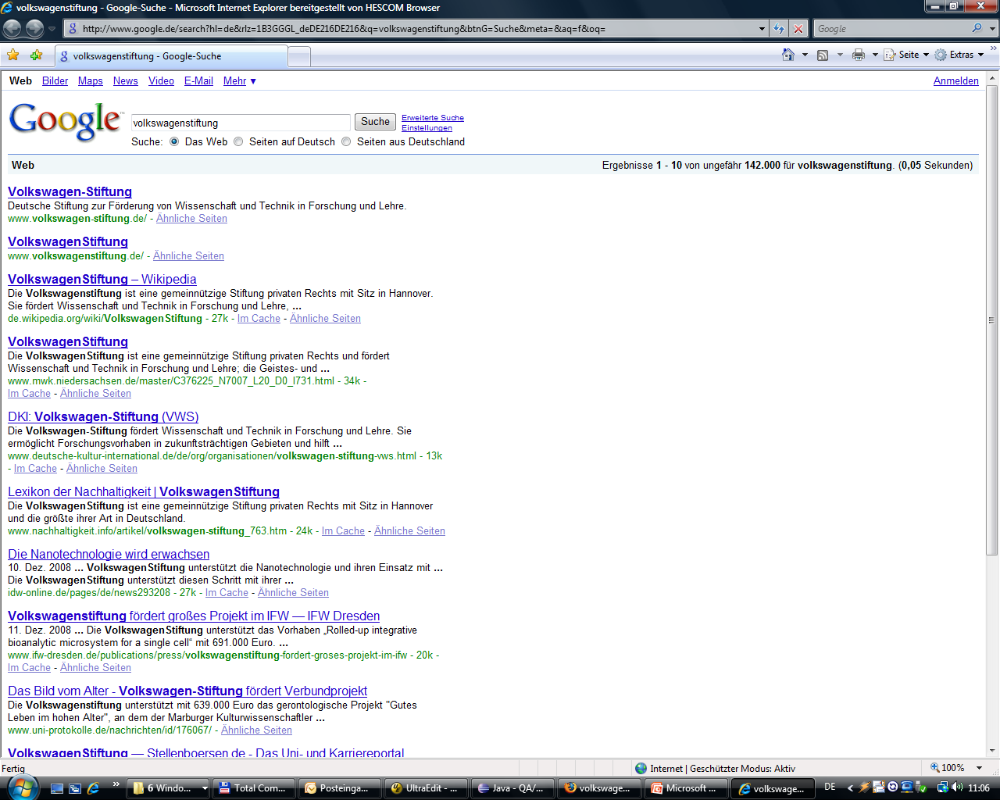 volkswagenstiftung - Google-Suche - Microsoft Internet Explorer bereitgestellt von HESCOM Browser
http://www.google.de/search?hl=de&rlz=1B3GGGL_deDE216DE216&q=volkswagenstiftung&btnG=Suche&meta=&aq=f&oq=
Google
volkswagenstiftung - Google-Suche
Seite
Extras
Web Bilder Maps News Video E-Mail Mehr ▼
Anmelden
Google™
volkswagenstiftung
Suche
Erweiterte Suche
Einstellungen
Suche: Das Web Seiten auf Deutsch Seiten aus Deutschland
Web
Ergebnisse 1 - 10 von ungefähr 142.000 für volkswagenstiftung. (0,05 Sekunden)
Volkswagen-Stiftung
Deutsche Stiftung zur Förderung von Wissenschaft und Technik in Forschung und Lehre.
www.volkswagen-stiftung.de/ - Ähnliche Seiten
VolkswagenStiftung
www.volkswagenstiftung.de/ - Ähnliche Seiten
VolkswagenStiftung – Wikipedia
Die Volkswagenstiftung ist eine gemeinnützige Stiftung privaten Rechts mit Sitz in Hannover.
Sie fördert Wissenschaft und Technik in Forschung und Lehre, ...
de.wikipedia.org/wiki/VolkswagenStiftung - 27k - Im Cache - Ähnliche Seiten
VolkswagenStiftung
Die VolkswagenStiftung ist eine gemeinnützige Stiftung privaten Rechts und fördert
Wissenschaft und Technik in Forschung und Lehre; die Geistes- und ...
www.mwk.niedersachsen.de/master/C376225_N7007_L20_D0_I731.html - 34k -
Im Cache - Ähnliche Seiten
DKI: Volkswagen-Stiftung (VWS)
Die Volkswagen-Stiftung fördert Wissenschaft und Technik in Forschung und Lehre. Sie
ermöglicht Forschungsvorhaben in zukunftsträchtigen Gebieten und hilft ...
www.deutsche-kultur-international.de/de/org/organisationen/volkswagen-stiftung-vws.html - 13k
- Im Cache - Ähnliche Seiten
Lexikon der Nachhaltigkeit | VolkswagenStiftung
Die VolkswagenStiftung ist eine gemeinnützige Stiftung privaten Rechts mit Sitz in Hannover
und die größte ihrer Art in Deutschland.
www.nachhaltigkeit.info/artikel/volkswagen-stiftung_763.htm - 24k - Im Cache - Ähnliche Seiten
Die Nanotechnologie wird erwachsen
10. Dez. 2008 ... VolkswagenStiftung unterstützt die Nanotechnologie und ihren Einsatz mit ...
Die VolkswagenStiftung unterstützt diesen Schritt mit ihrer ...
idw-online.de/pages/de/news293208 - 27k - Im Cache - Ähnliche Seiten
Volkswagenstiftung fördert großes Projekt im IFW — IFW Dresden
11. Dez. 2008 ... Die VolkswagenStiftung unterstützt das Vorhaben „Rolled-up integrative
bioanalytic microsystem for a single cell“ mit 691.000 Euro. ...
www.ifw-dresden.de/publications/press/volkswagenstiftung-fordert-groses-projekt-im-ifw - 20k -
Im Cache - Ähnliche Seiten
Das Bild vom Alter - Volkswagen-Stiftung fördert Verbundprojekt
Die Volkswagenstiftung unterstützt mit 639.000 Euro das gerontologische Projekt "Gutes
Leben im hohen Alter", an dem der Marburger Kulturwissenschaftler ...
www.uni-protokolle.de/nachrichten/id/176067/ - Ähnliche Seiten
VolkswagenStiftung — Stellenboersen.de - Das Uni- und Karriereportal
Fertig
Internet | Geschützter Modus: Aktiv
100%
6 Windo...
Total Com...
Posteinga...
UltraEdit - ...
Java - QA/...
volkswage...
Microsoft ...
volkswage...
DE
11:06